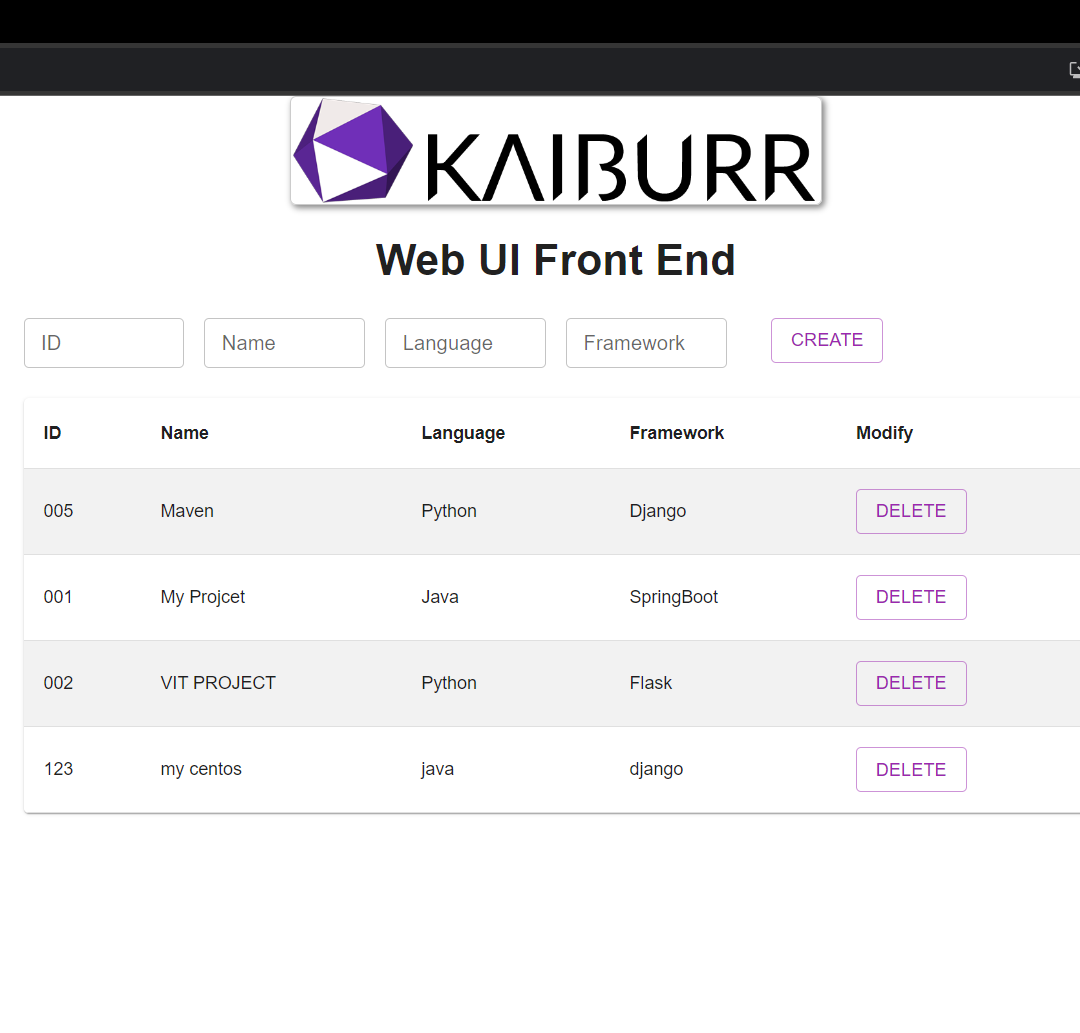 KAIBURR
Web UI Front End
ID Name Language Framework CREATE
ID Name Language Framework Modify
005 Maven Python Django DELETE
001 My Projcet Java SpringBoot DELETE
002 VIT PROJECT Python Flask DELETE
123 my centos java django DELETE